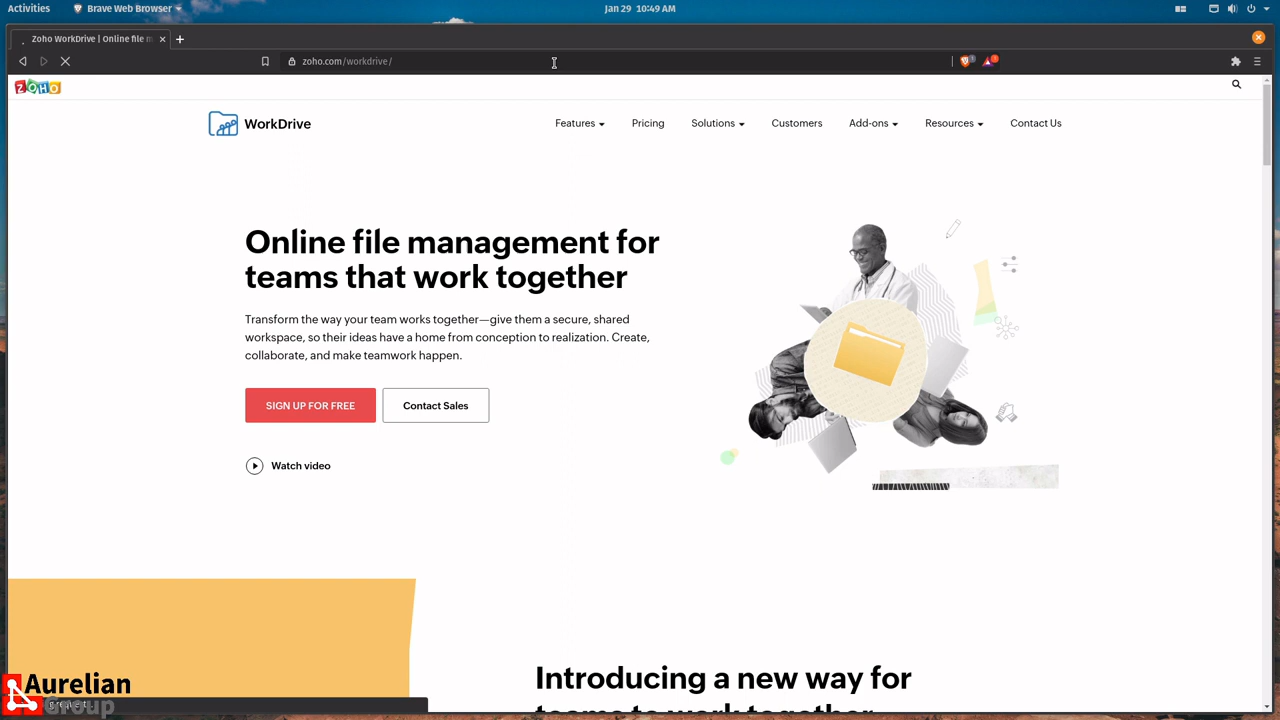 Activities
Brave Web Browser
Jan 29 10:49 AM
Zoho WorkDrive | Online file m
zoho.com/workdrive/
ZOHO
WorkDrive
Features
Pricing
Solutions
Customers
Add-ons
Resources
Contact Us
Online file management for
teams that work together
Transform the way your team works together—give them a secure, shared
workspace, so their ideas have a home from conception to realization. Create,
collaborate, and make teamwork happen.
SIGN UP FOR FREE
Contact Sales
Watch video
Introducing a new way for
teams to work together
Aurelian
Group